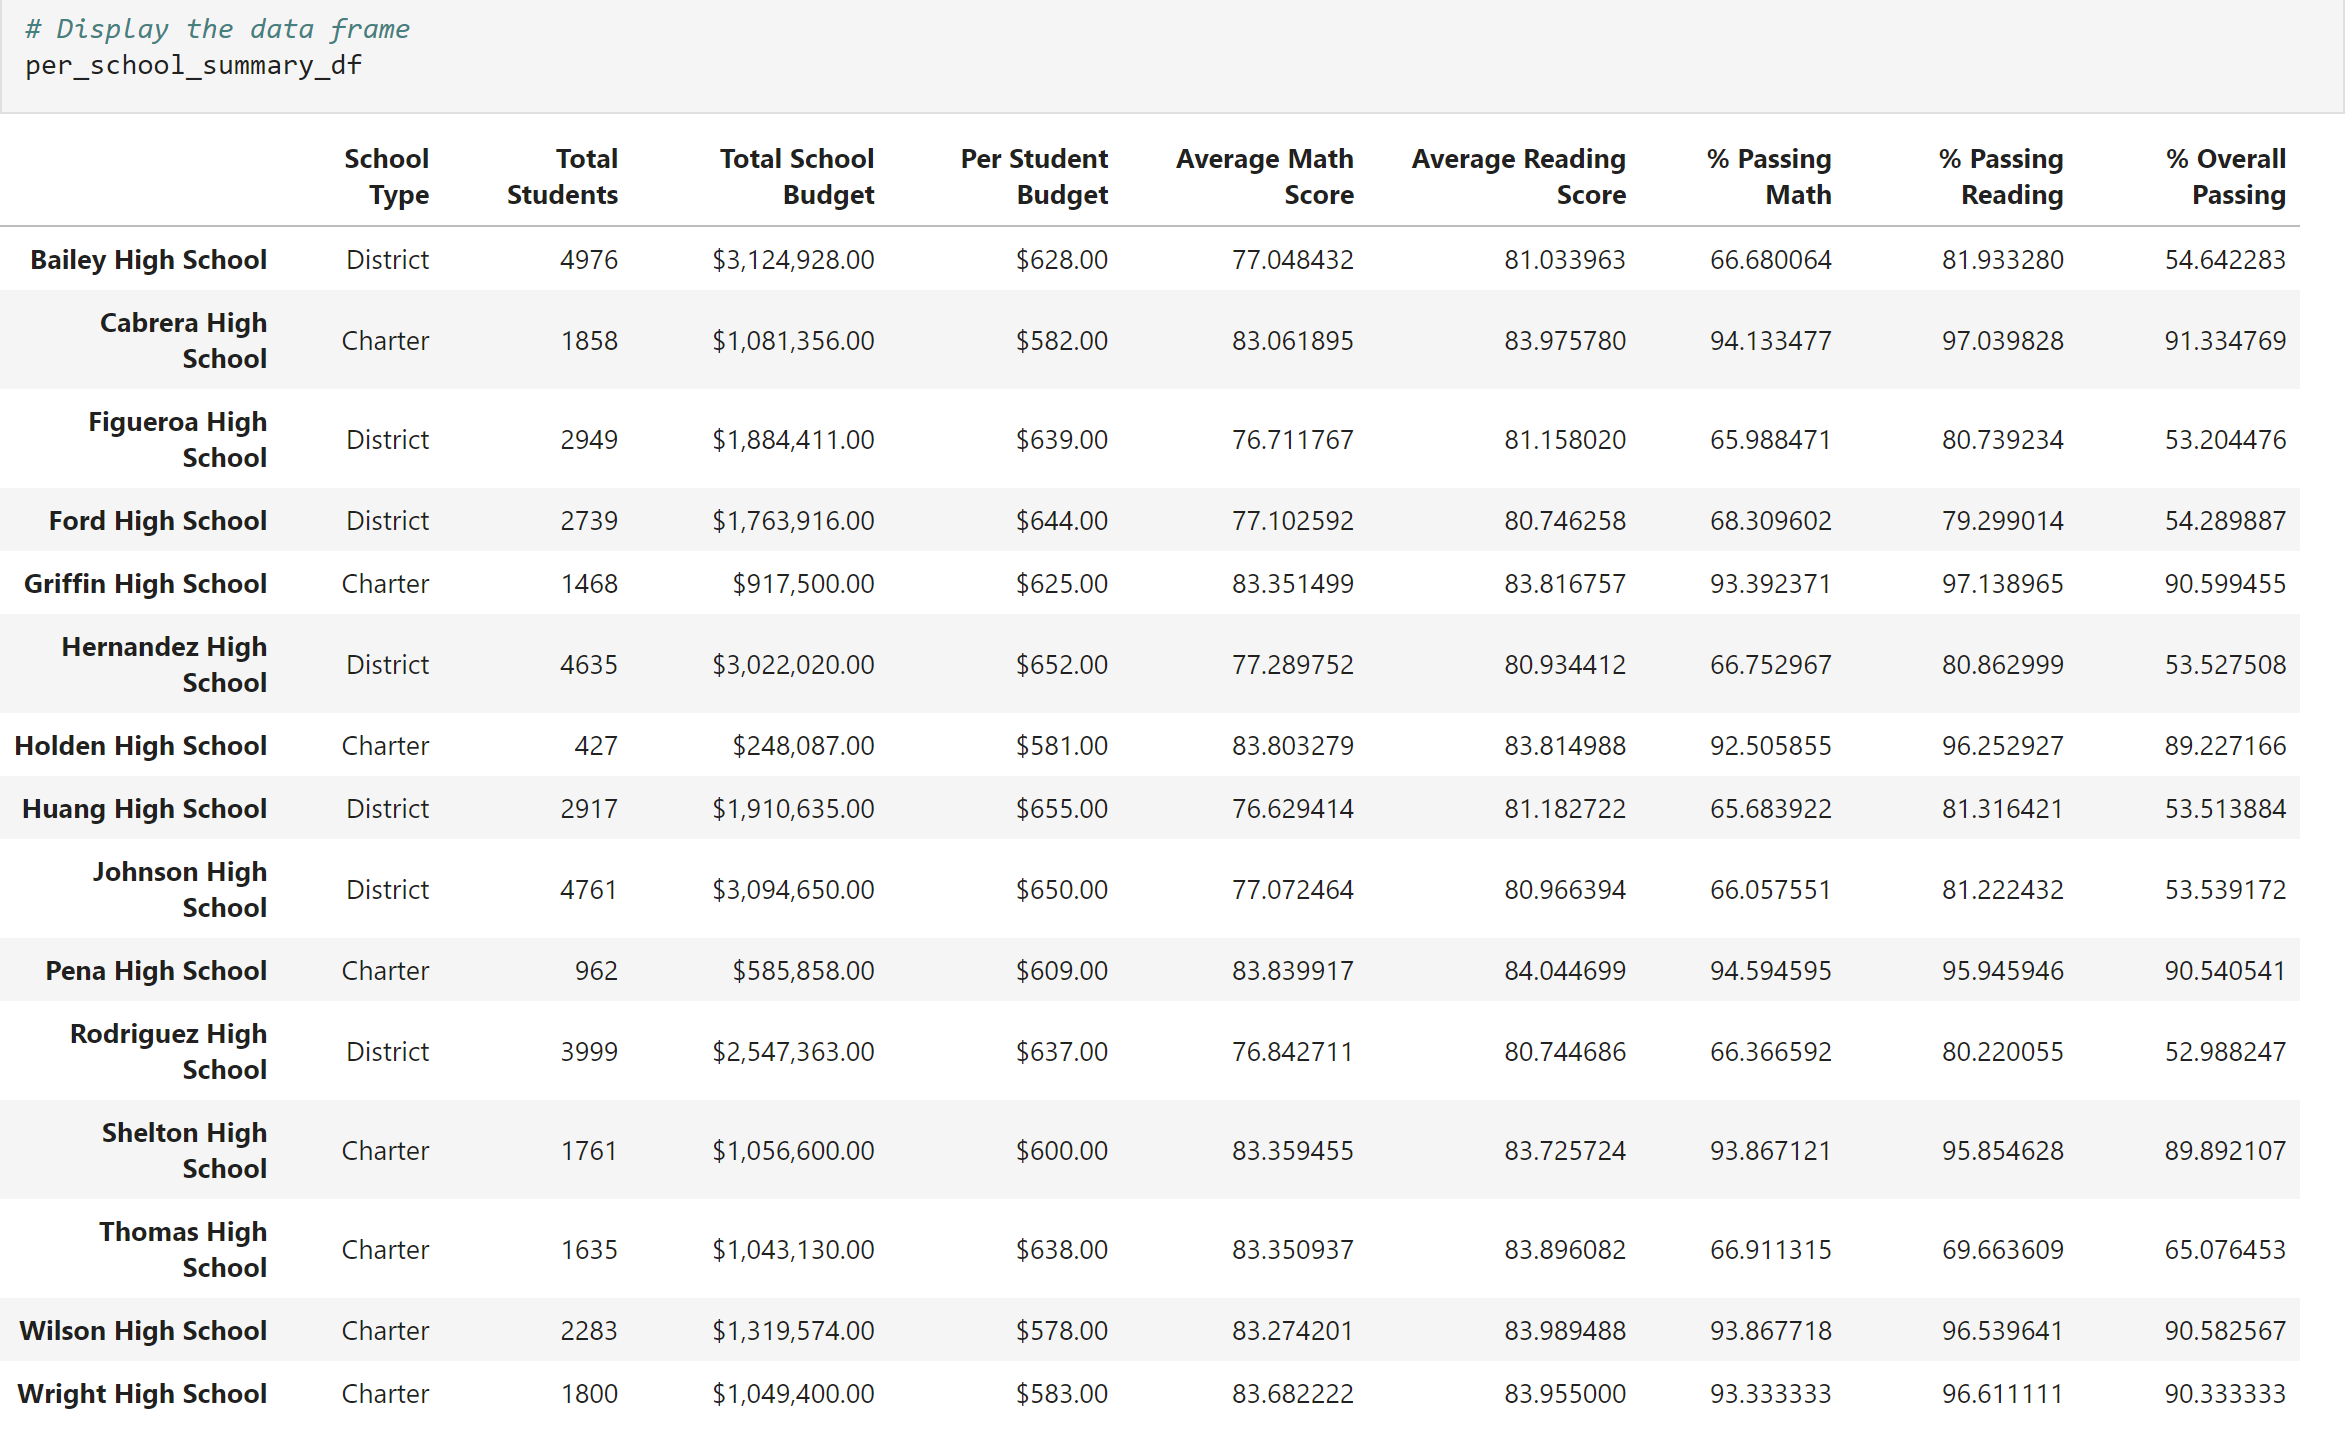 # Display the data frame
per_school_summary_df
School Type Total Students Total School Budget Per Student Budget Average Math Score Average Reading Score % Passing Math % Passing Reading % Overall Passing
Bailey High School District 4976 $3,124,928.00 $628.00 77.048432 81.033963 66.680064 81.933280 54.642283
Cabrera High School Charter 1858 $1,081,356.00 $582.00 83.061895 83.975780 94.133477 97.039828 91.334769
Figueroa High School District 2949 $1,884,411.00 $639.00 76.711767 81.158020 65.988471 80.739234 53.204476
Ford High School District 2739 $1,763,916.00 $644.00 77.102592 80.746258 68.309602 79.299014 54.289887
Griffin High School Charter 1468 $917,500.00 $625.00 83.351499 83.816757 93.392371 97.138965 90.599455
Hernandez High School District 4635 $3,022,020.00 $652.00 77.289752 80.934412 66.752967 80.862999 53.527508
Holden High School Charter 427 $248,087.00 $581.00 83.803279 83.814988 92.505855 96.252927 89.227166
Huang High School District 2917 $1,910,635.00 $655.00 76.629414 81.182722 65.683922 81.316421 53.513884
Johnson High School District 4761 $3,094,650.00 $650.00 77.072464 80.966394 66.057551 81.222432 53.539172
Pena High School Charter 962 $585,858.00 $609.00 83.839917 84.044699 94.594595 95.945946 90.540541
Rodriguez High School District 3999 $2,547,363.00 $637.00 76.842711 80.744686 66.366592 80.220055 52.988247
Shelton High School Charter 1761 $1,056,600.00 $600.00 83.359455 83.725724 93.867121 95.854628 89.892107
Thomas High School Charter 1635 $1,043,130.00 $638.00 83.350937 83.896082 66.911315 69.663609 65.076453
Wilson High School Charter 2283 $1,319,574.00 $578.00 83.274201 83.989488 93.867718 96.539641 90.582567
Wright High School Charter 1800 $1,049,400.00 $583.00 83.682222 83.955000 93.333333 96.611111 90.333333